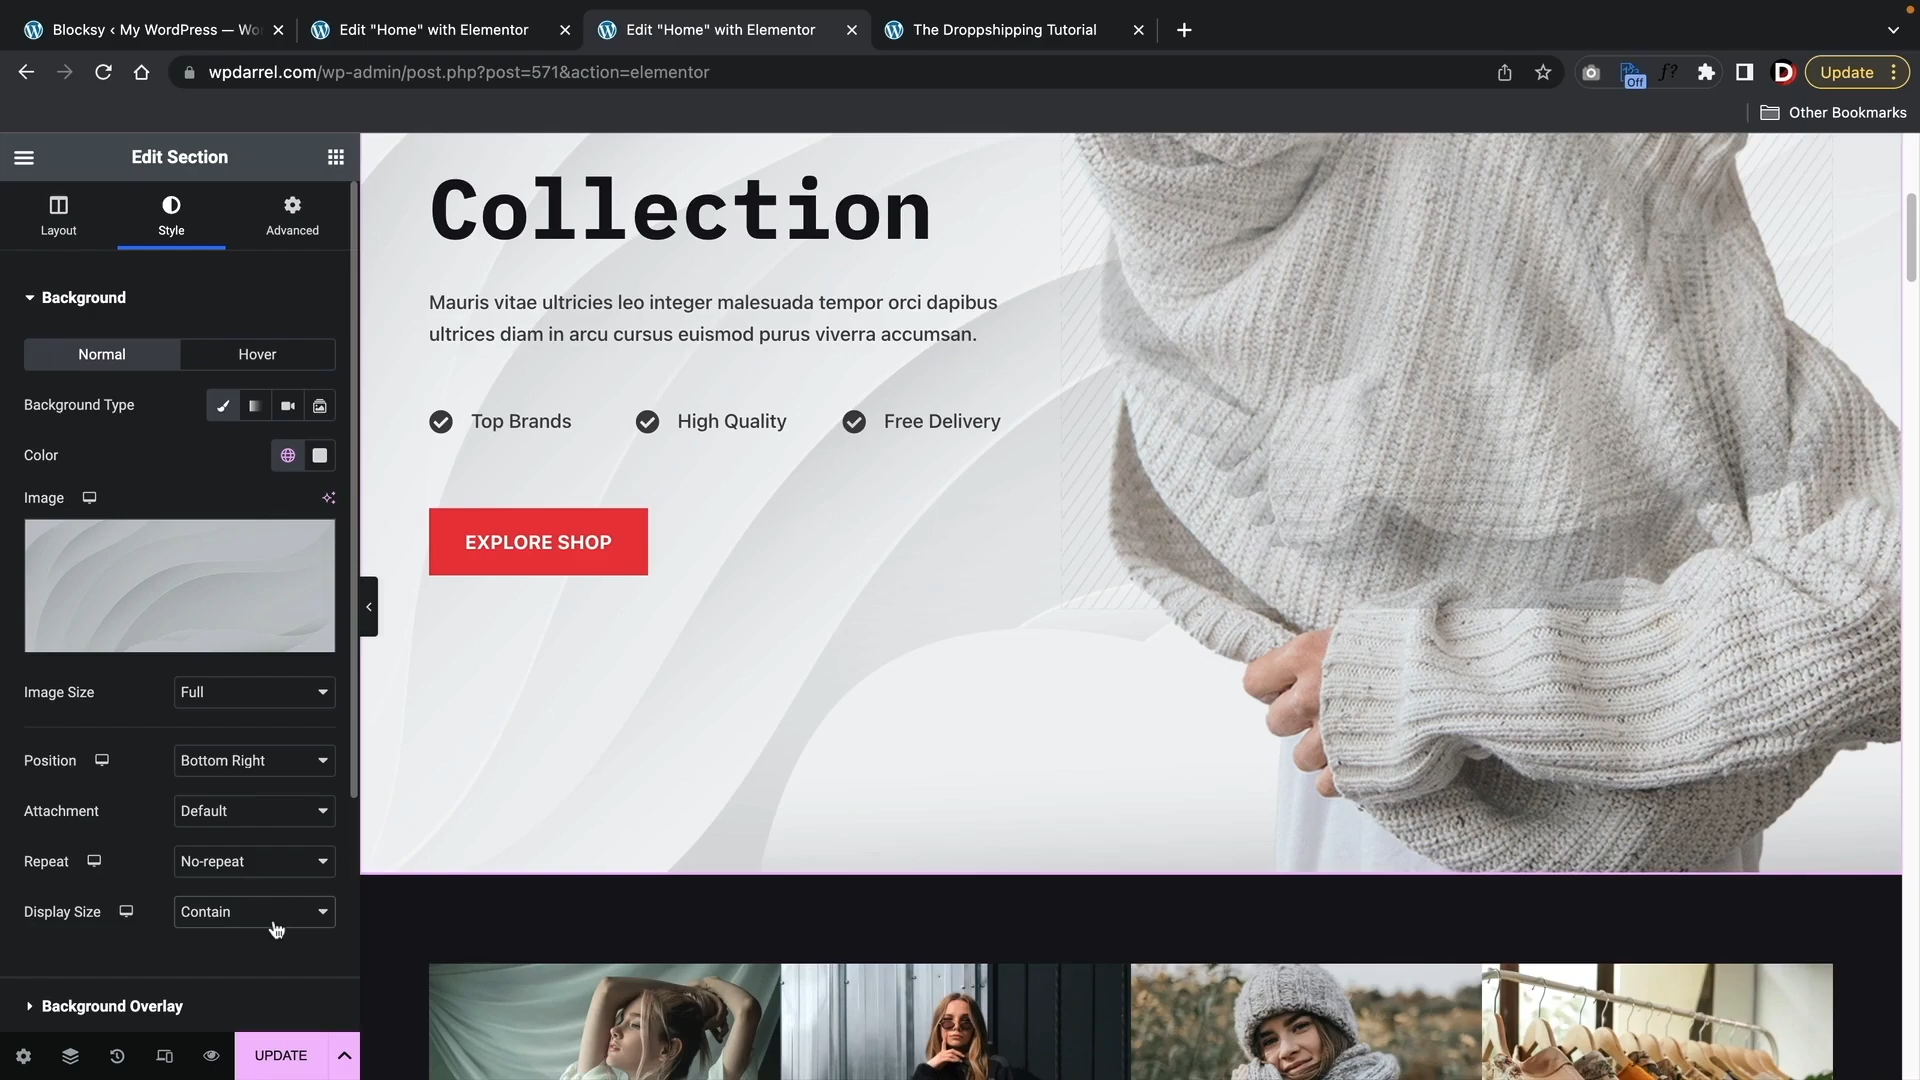 Blocksy ‹ My WordPress — Wo
Edit "Home" with Elementor
Edit "Home" with Elementor
The Droppshipping Tutorial
wpdarrel.com/wp-admin/post.php?post=571&action=elementor
Off
f?
D
Update
Other Bookmarks
Edit Section
Layout
Style
Advanced
Background
Normal
Hover
Background Type
Color
Image
Image Size
Full
Position
Bottom Right
Attachment
Default
Repeat
No-repeat
Display Size
Contain
Background Overlay
UPDATE
Collection
Mauris vitae ultricies leo integer malesuada tempor orci dapibus
ultrices diam in arcu cursus euismod purus viverra accumsan.
Top Brands
High Quality
Free Delivery
EXPLORE SHOP